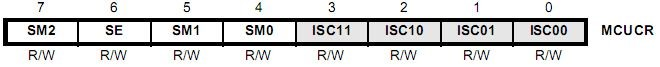 7 6 5 4 3 2 1 0
SM2 SE SM1 SM0 ISC11 ISC10 ISC01 ISC00 MCUCR
R/W R/W R/W R/W R/W R/W R/W R/W